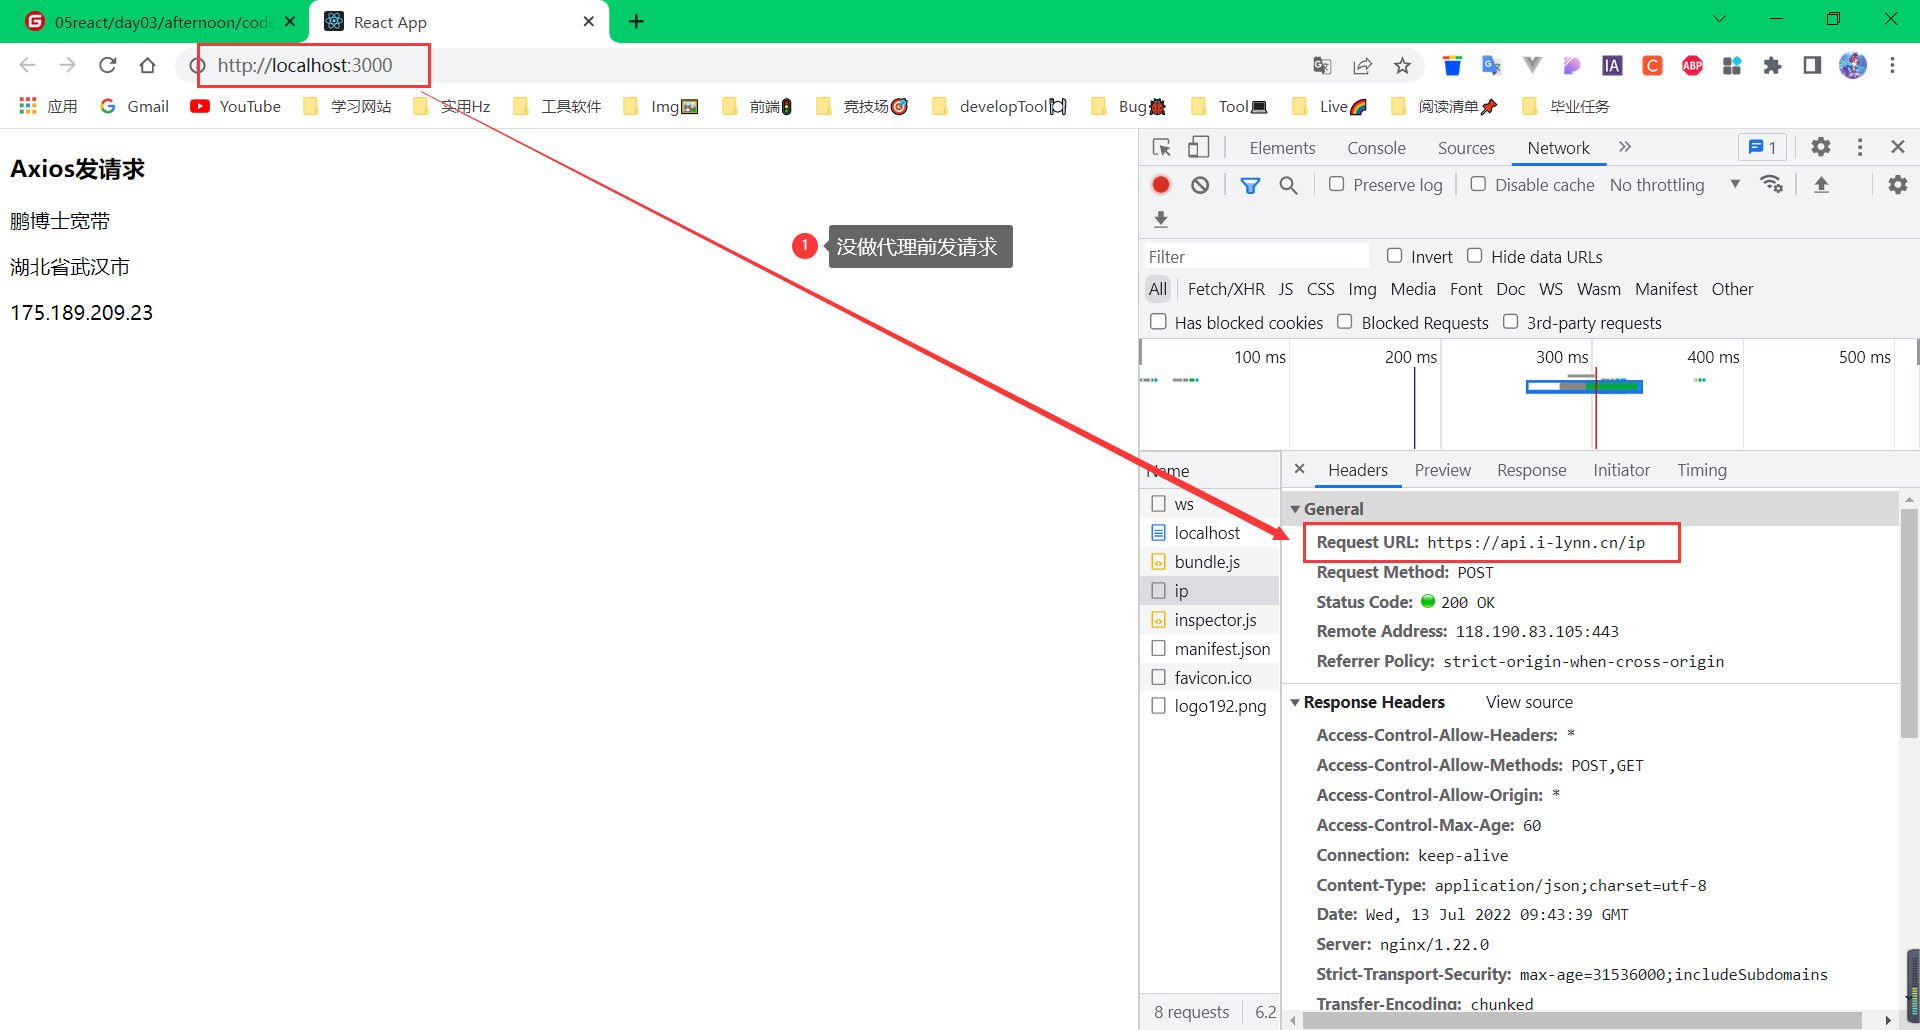 05react/day03/afternoon/code
React App
http://localhost:3000
应用
Gmail
YouTube
学习网站
实用Hz
工具软件
Img
前端
竞技场
developTool
Bug
Tool
Live
阅读清单
毕业任务
IA
C
ABP
Axios发请求
鹏博士宽带
湖北省武汉市
175.189.209.23
1
没做代理前发请求
Elements
Console
Sources
Network
1
Preserve log
Disable cache
No throttling
Filter
Invert
Hide data URLs
All
Fetch/XHR
JS
CSS
Img
Media
Font
Doc
WS
Wasm
Manifest
Other
Has blocked cookies
Blocked Requests
3rd-party requests
100 ms
200 ms
300 ms
400 ms
500 ms
Name
ws
localhost
bundle.js
ip
inspector.js
manifest.json
favicon.ico
logo192.png
8 requests
6.2
Headers
Preview
Response
Initiator
Timing
General
Request URL: https://api.i-lynn.cn/ip
Request Method: POST
Status Code: 200 OK
Remote Address: 118.190.83.105:443
Referrer Policy: strict-origin-when-cross-origin
Response Headers
View source
Access-Control-Allow-Headers: *
Access-Control-Allow-Methods: POST,GET
Access-Control-Allow-Origin: *
Access-Control-Max-Age: 60
Connection: keep-alive
Content-Type: application/json;charset=utf-8
Date: Wed, 13 Jul 2022 09:43:39 GMT
Server: nginx/1.22.0
Strict-Transport-Security: max-age=31536000;includeSubdomains
Transfer-Encoding: chunked